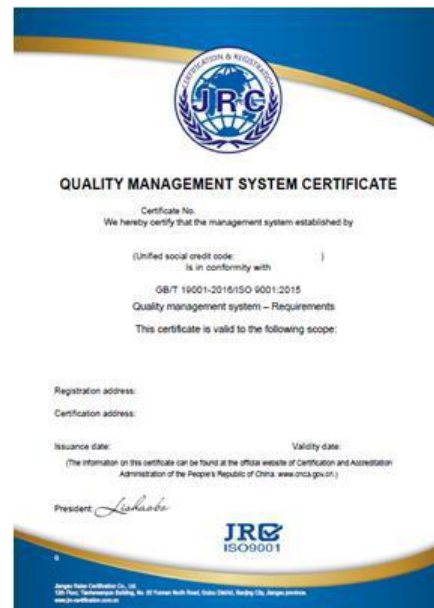 CERTIFICATION & REGISTRATION
JRC
QUALITY MANAGEMENT SYSTEM CERTIFICATE
Certificate No.
We hereby certify that the management system established by
(Unified social credit code: )
Is in conformity with
GB/T 19001-2016/ISO 9001:2015
Quality management system – Requirements
This certificate is valid to the following scope:
Registration address:
Certification address:
Issuance date: Validity date:
(The information on this certificate can be found at the official website of Certification and Accreditation
Administration of the People's Republic of China. www.cnca.gov.cn.)
President:
JRC
ISO9001
Certification Co., Ltd.